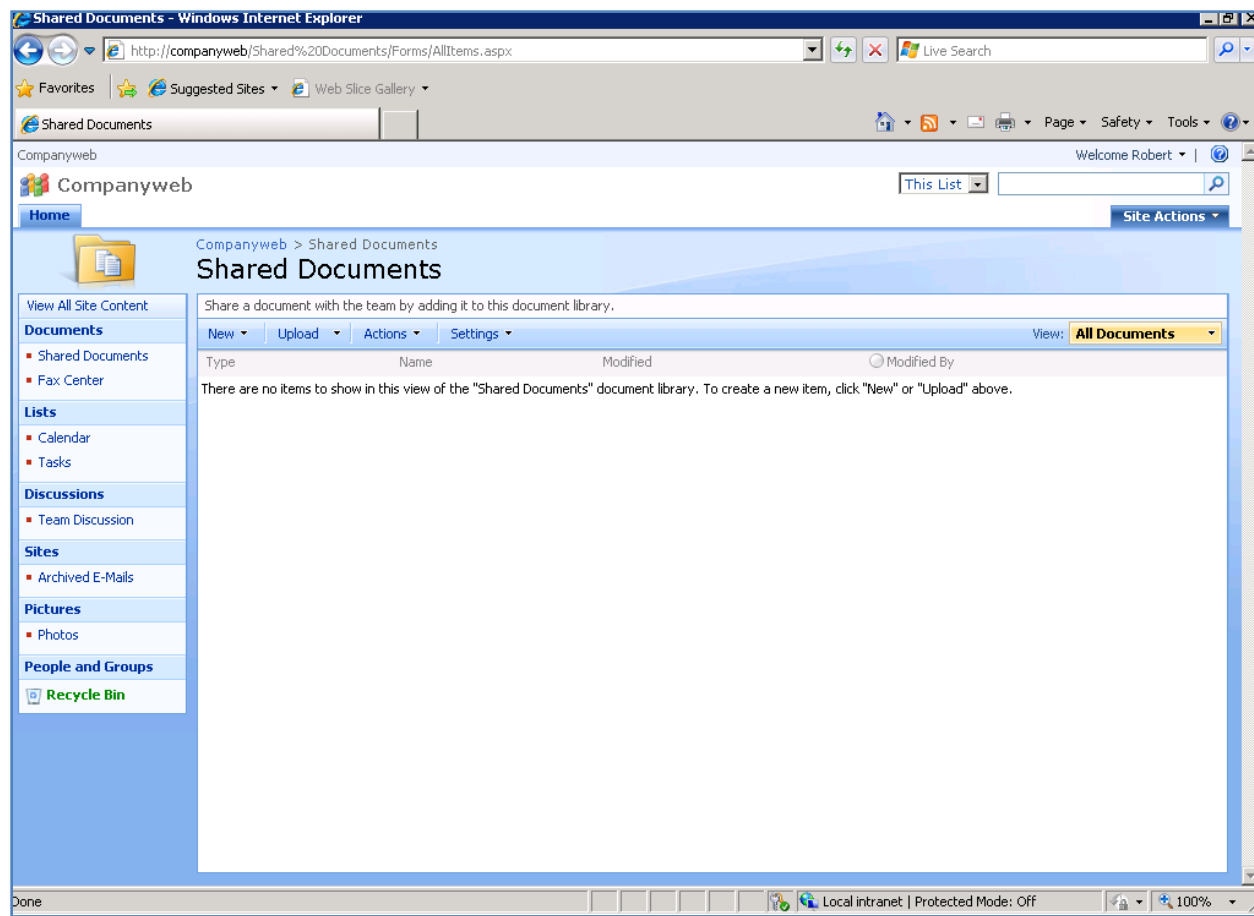 Shared Documents - Windows Internet Explorer
http://companyweb/Shared%20Documents/Forms/AllItems.aspx
Live Search
Favorites Suggested Sites Web Slice Gallery
Shared Documents Page Safety Tools
Companyweb Welcome Robert
Companyweb This List
Home Site Actions
Companyweb > Shared Documents
Shared Documents
View All Site Content
Documents
Shared Documents
Fax Center
Lists
Calendar
Tasks
Discussions
Team Discussion
Sites
Archived E-Mails
Pictures
Photos
People and Groups
Recycle Bin
Share a document with the team by adding it to this document library.
New Upload Actions Settings View: All Documents
Type Name Modified Modified By
There are no items to show in this view of the "Shared Documents" document library. To create a new item, click "New" or "Upload" above.
Done Local intranet | Protected Mode: Off 100%